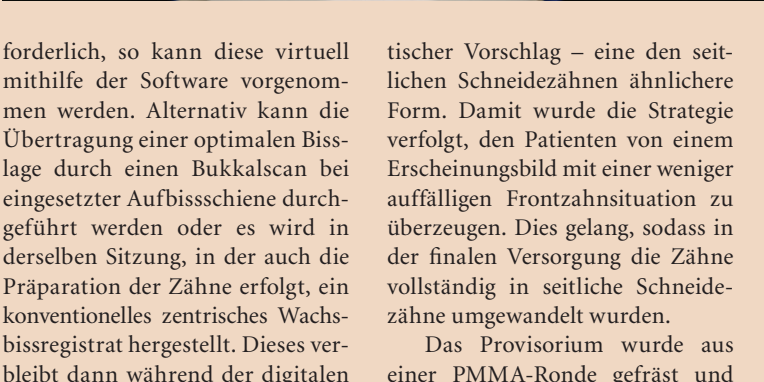 forderlich, so kann diese virtuell
mithilfe der Software vorgenom-
men werden. Alternativ kann die
Übertragung einer optimalen Biss-
lage durch einen Bukkalscan bei
eingesetzter Aufbissschiene durch-
geführt werden oder es wird in
derselben Sitzung, in der auch die
Präparation der Zähne erfolgt, ein
konventionelles zentrisches Wachs-
bissregistrat hergestellt. Dieses ver-
bleibt dann während der digitalen
tischer Vorschlag – eine den seit-
lichen Schneidezähnen ähnlichere
Form. Damit wurde die Strategie
verfolgt, den Patienten von einem
Erscheinungsbild mit einer weniger
auffälligen Frontzahnsituation zu
überzeugen. Dies gelang, sodass in
der finalen Versorgung die Zähne
vollständig in seitliche Schneide-
zähne umgewandelt wurden.
Das Provisorium wurde aus
einer PMMA-Ronde gefräst und